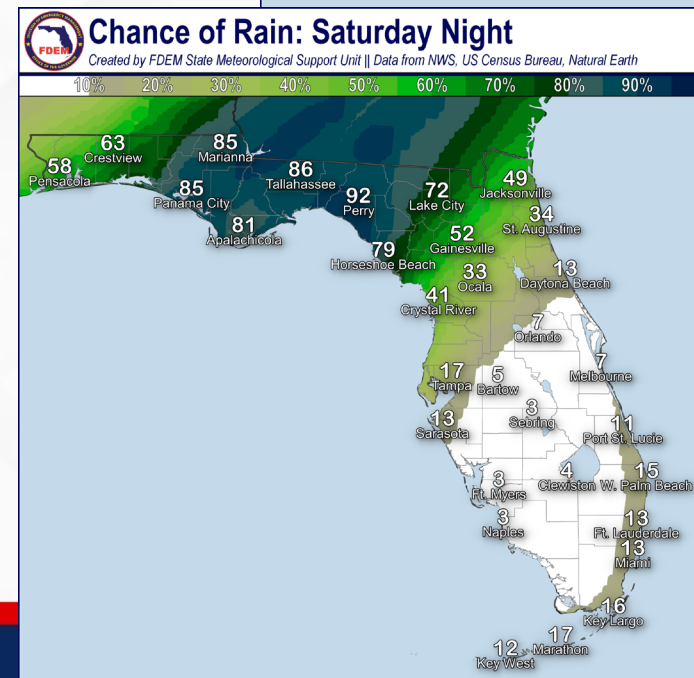 FDEM
Chance of Rain: Saturday Night
Created by FDEM State Meteorological Support Unit || Data from NWS, US Census Bureau, Natural Earth
10% 20% 30% 40% 50% 60% 70% 80% 90%
63
Crestview
85
Marianna
58
Pensacola
86
Tallahassee
85
Panama City
92
Perry
72
Lake City
49
Jacksonville
81
Apalachicola
34
St. Augustine
52
Gainesville
79
Horseshoe Beach
33
Ocala
13
Daytona Beach
41
Crystal River
7
Orlando
7
Melbourne
17
Tampa
5
Bartow
3
Sebring
13
Sarasota
11
Port St. Lucie
3
Ft. Myers
4
Clewiston
15
W. Palm Beach
3
Naples
13
Ft. Lauderdale
13
Miami
16
Key Largo
17
Marathon
12
Key West